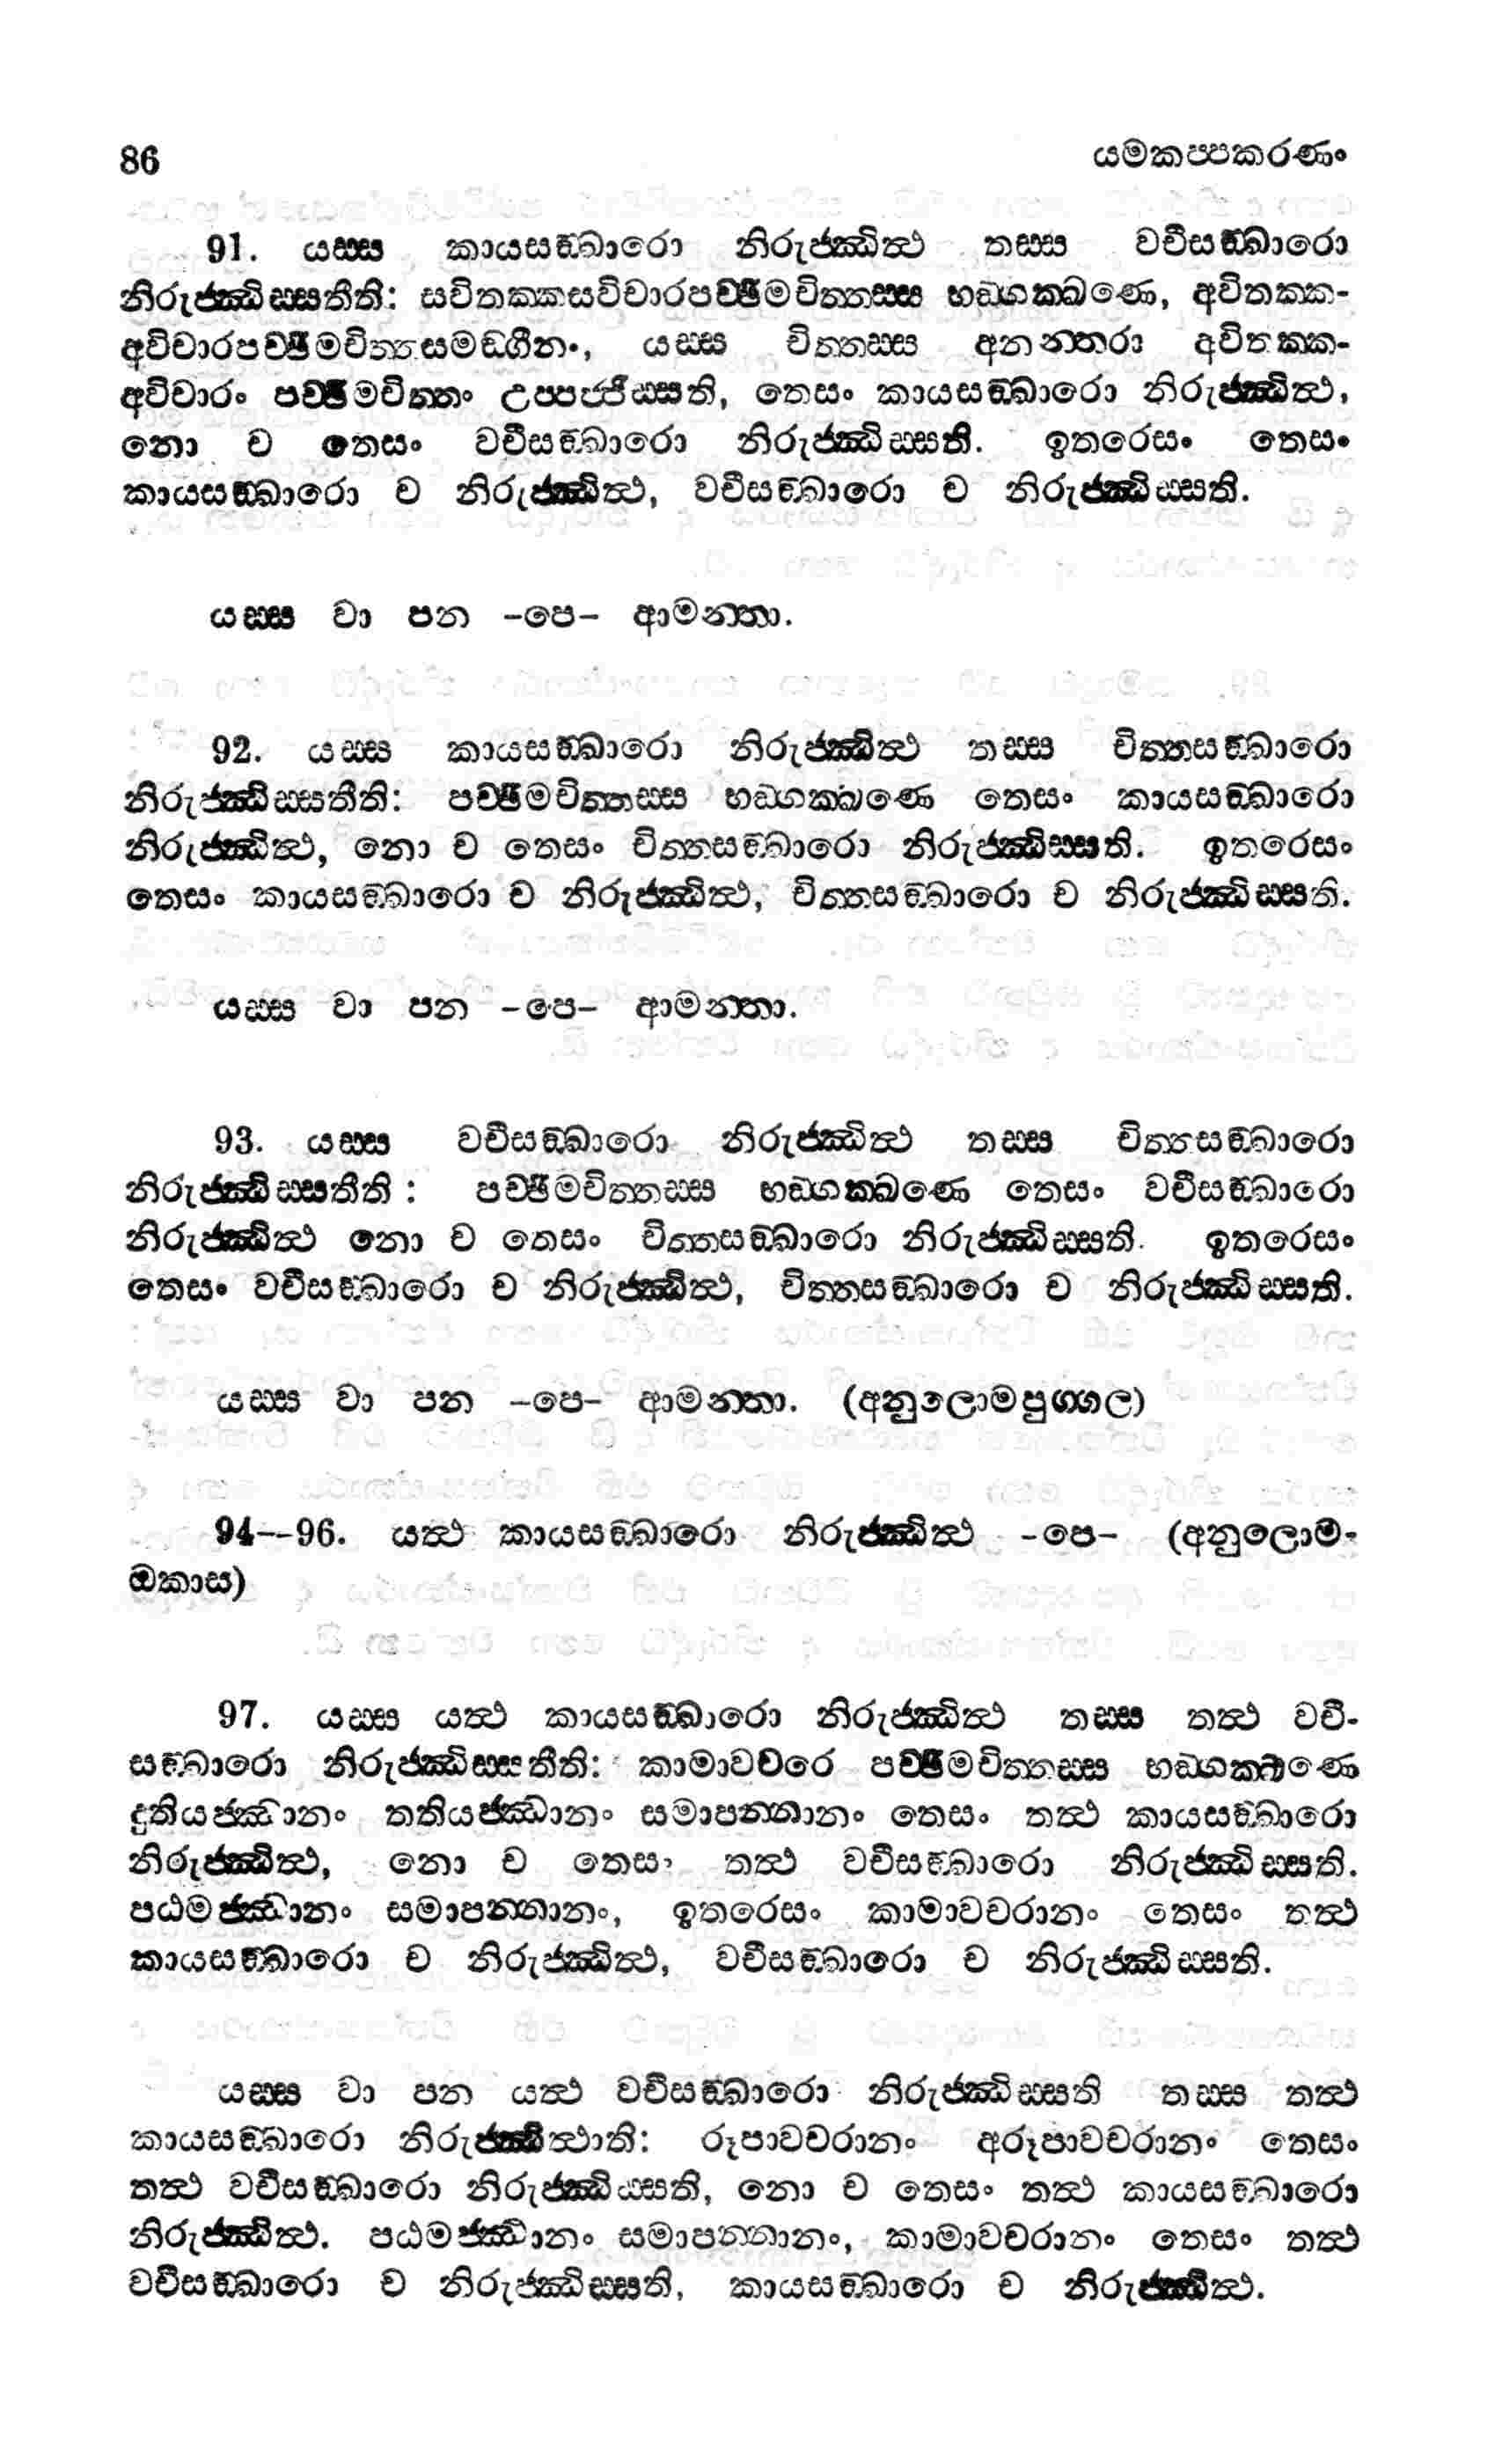 86 යමකප්පකරණං
91. යස්ස කායසඞ්ඛාරො නිරුජ්ඣිත්ථ තස්ස වචීසඞ්ඛාරො
නිරුජ්ඣිස්සතීති: සවිතක්කසවිචාරපච්ඡිමචිත්තස්ස භඞ්ගක්ඛණෙ, අවිතක්ක-
අවිචාරපච්ඡිමචිත්තසමඞ්ගීනං, යස්ස චිත්තස්ස අනන්තරා අවිතක්ක-
අවිචාරං පච්ඡිමචිත්තං උප්පජ්ජිස්සති, තෙසං කායසඞ්ඛාරො නිරුජ්ඣිත්ථ,
නො ච තෙසං වචීසඞ්ඛාරො නිරුජ්ඣිස්සති. ඉතරෙසං තෙසං
කායසඞ්ඛාරො ච නිරුජ්ඣිත්ථ, වචීසඞ්ඛාරො ච නිරුජ්ඣිස්සති.
යස්ස වා පන -පෙ- ආමන්තා.
92. යස්ස කායසඞ්ඛාරො නිරුජ්ඣිත්ථ තස්ස චිත්තසඞ්ඛාරො
නිරුජ්ඣිස්සතීති: පච්ඡිමචිත්තස්ස භඞ්ගක්ඛණෙ තෙසං කායසඞ්ඛාරො
නිරුජ්ඣිත්ථ, නො ච තෙසං චිත්තසඞ්ඛාරො නිරුජ්ඣිස්සති. ඉතරෙසං
තෙසං කායසඞ්ඛාරො ච නිරුජ්ඣිත්ථ, චිත්තසඞ්ඛාරො ච නිරුජ්ඣිස්සති.
යස්ස වා පන -පෙ- ආමන්තා.
93. යස්ස වචීසඞ්ඛාරො නිරුජ්ඣිත්ථ තස්ස චිත්තසඞ්ඛාරො
නිරුජ්ඣිස්සතීති: පච්ඡිමචිත්තස්ස භඞ්ගක්ඛණෙ තෙසං වචීසඞ්ඛාරො
නිරුජ්ඣිත්ථ නො ච තෙසං චිත්තසඞ්ඛාරො නිරුජ්ඣිස්සති. ඉතරෙසං
තෙසං වචීසඞ්ඛාරො ච නිරුජ්ඣිත්ථ, චිත්තසඞ්ඛාරො ච නිරුජ්ඣිස්සති.
යස්ස වා පන -පෙ- ආමන්තා. (අනුලොමපුග්ගල)
94--96. යත්ථ කායසඞ්ඛාරො නිරුජ්ඣිත්ථ -පෙ- (අනුලොම-
ඔකාස)
97. යස්ස යත්ථ කායසඞ්ඛාරො නිරුජ්ඣිත්ථ තස්ස තත්ථ වචී-
සඞ්ඛාරො නිරුජ්ඣිස්සතීති: කාමාවචරෙ පච්ඡිමචිත්තස්ස භඞ්ගක්ඛණෙ
දුතියජ්ඣානං තතියජ්ඣානං සමාපන්නානං තෙසං තත්ථ කායසඞ්ඛාරො
නිරුජ්ඣිත්ථ, නො ච තෙසං තත්ථ වචීසඞ්ඛාරො නිරුජ්ඣිස්සති.
පඨමජ්ඣානං සමාපන්නානං, ඉතරෙසං කාමාවචරානං තෙසං තත්ථ
කායසඞ්ඛාරො ච නිරුජ්ඣිත්ථ, වචීසඞ්ඛාරො ච නිරුජ්ඣිස්සති.
යස්ස වා පන යත්ථ වචීසඞ්ඛාරො නිරුජ්ඣිස්සති තස්ස තත්ථ
කායසඞ්ඛාරො නිරුජ්ඣිත්ථාති: රූපාවචරානං අරූපාවචරානං තෙසං
තත්ථ වචීසඞ්ඛාරො නිරුජ්ඣිස්සති, නො ච තෙසං තත්ථ කායසඞ්ඛාරො
නිරුජ්ඣිත්ථ. පඨමජ්ඣානං සමාපන්නානං, කාමාවචරානං තෙසං තත්ථ
වචීසඞ්ඛාරො ච නිරුජ්ඣිස්සති, කායසඞ්ඛාරො ච නිරුජ්ඣිත්ථ.